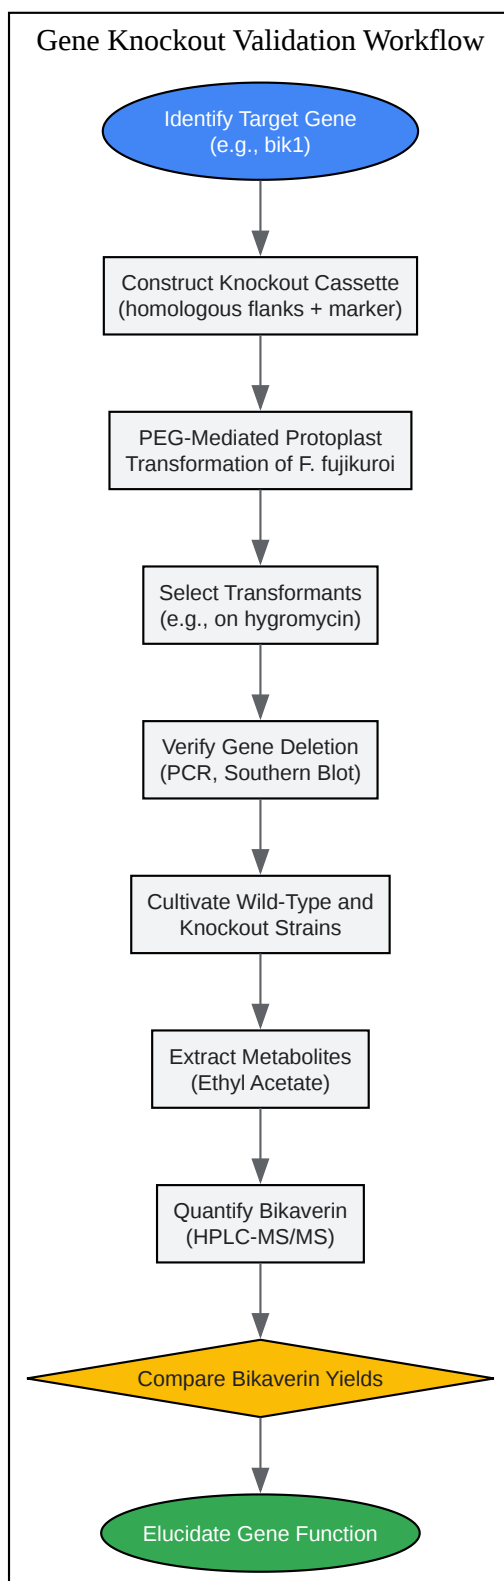 Gene Knockout Validation Workflow
Identify Target Gene
(e.g., bik1)
Construct Knockout Cassette
(homologous flanks + marker)
PEG-Mediated Protoplast
Transformation of F. fujikuroi
Select Transformants
(e.g., on hygromycin)
Verify Gene Deletion
(PCR, Southern Blot)
Cultivate Wild-Type and
Knockout Strains
Extract Metabolites
(Ethyl Acetate)
Quantify Bikaverin
(HPLC-MS/MS)
Compare Bikaverin Yields
Elucidate Gene Function